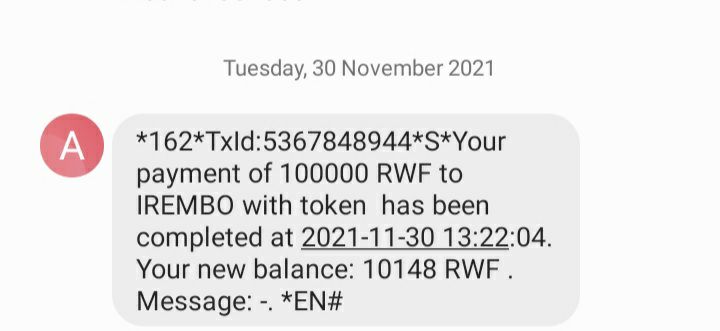 Tuesday, 30 November 2021
A
*162*TxId:5367848944*S*Your
payment of 100000 RWF to
IREMBO with token  has been
completed at 2021-11-30 13:22:04.
Your new balance: 10148 RWF .
Message: -. *EN#